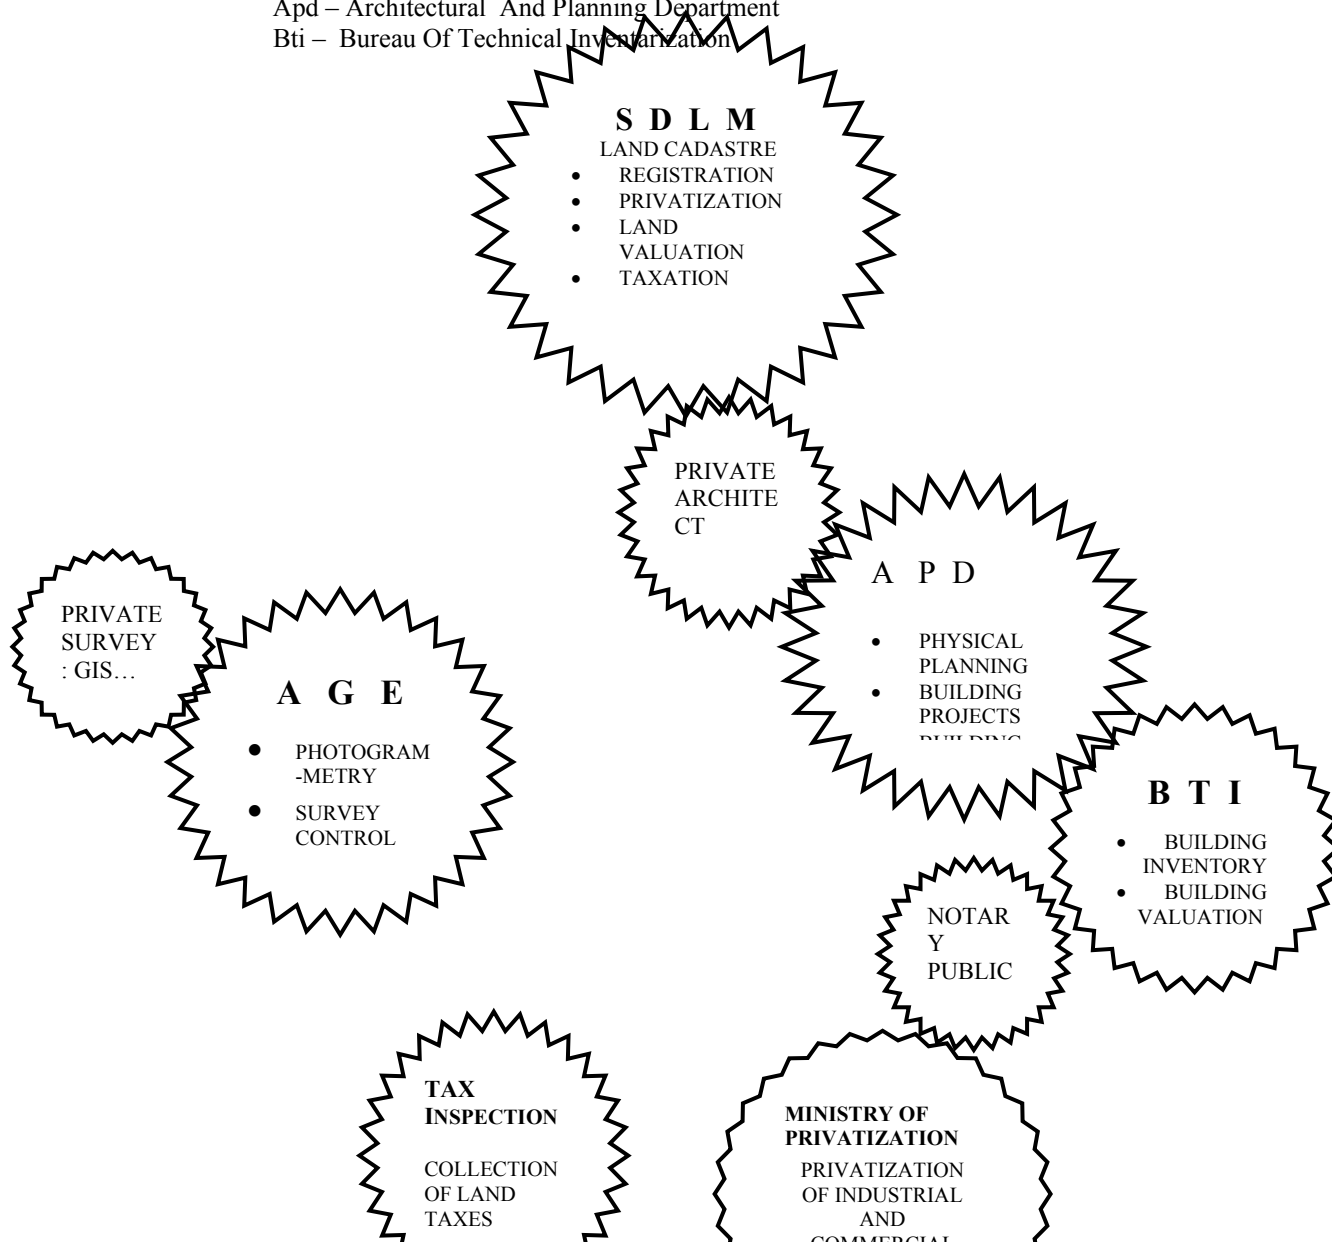 Apd – Architectural And Planning Department
Bti – Bureau Of Technical Inventarization
S D L M
LAND CADASTRE
• REGISTRATION
• PRIVATIZATION
• LAND
VALUATION
• TAXATION
PRIVATE
ARCHITE
CT
A P D
• PHYSICAL
PLANNING
• BUILDING
PROJECTS
BUILDING
PRIVATE
SURVEY
: GIS…
A G E
• PHOTOGRAM
-METRY
• SURVEY
CONTROL
B T I
• BUILDING
INVENTORY
• BUILDING
VALUATION
NOTAR
Y
PUBLIC
TAX
INSPECTION
COLLECTION
OF LAND
TAXES
MINISTRY OF
PRIVATIZATION
PRIVATIZATION
OF INDUSTRIAL
AND
COMMERCIAL